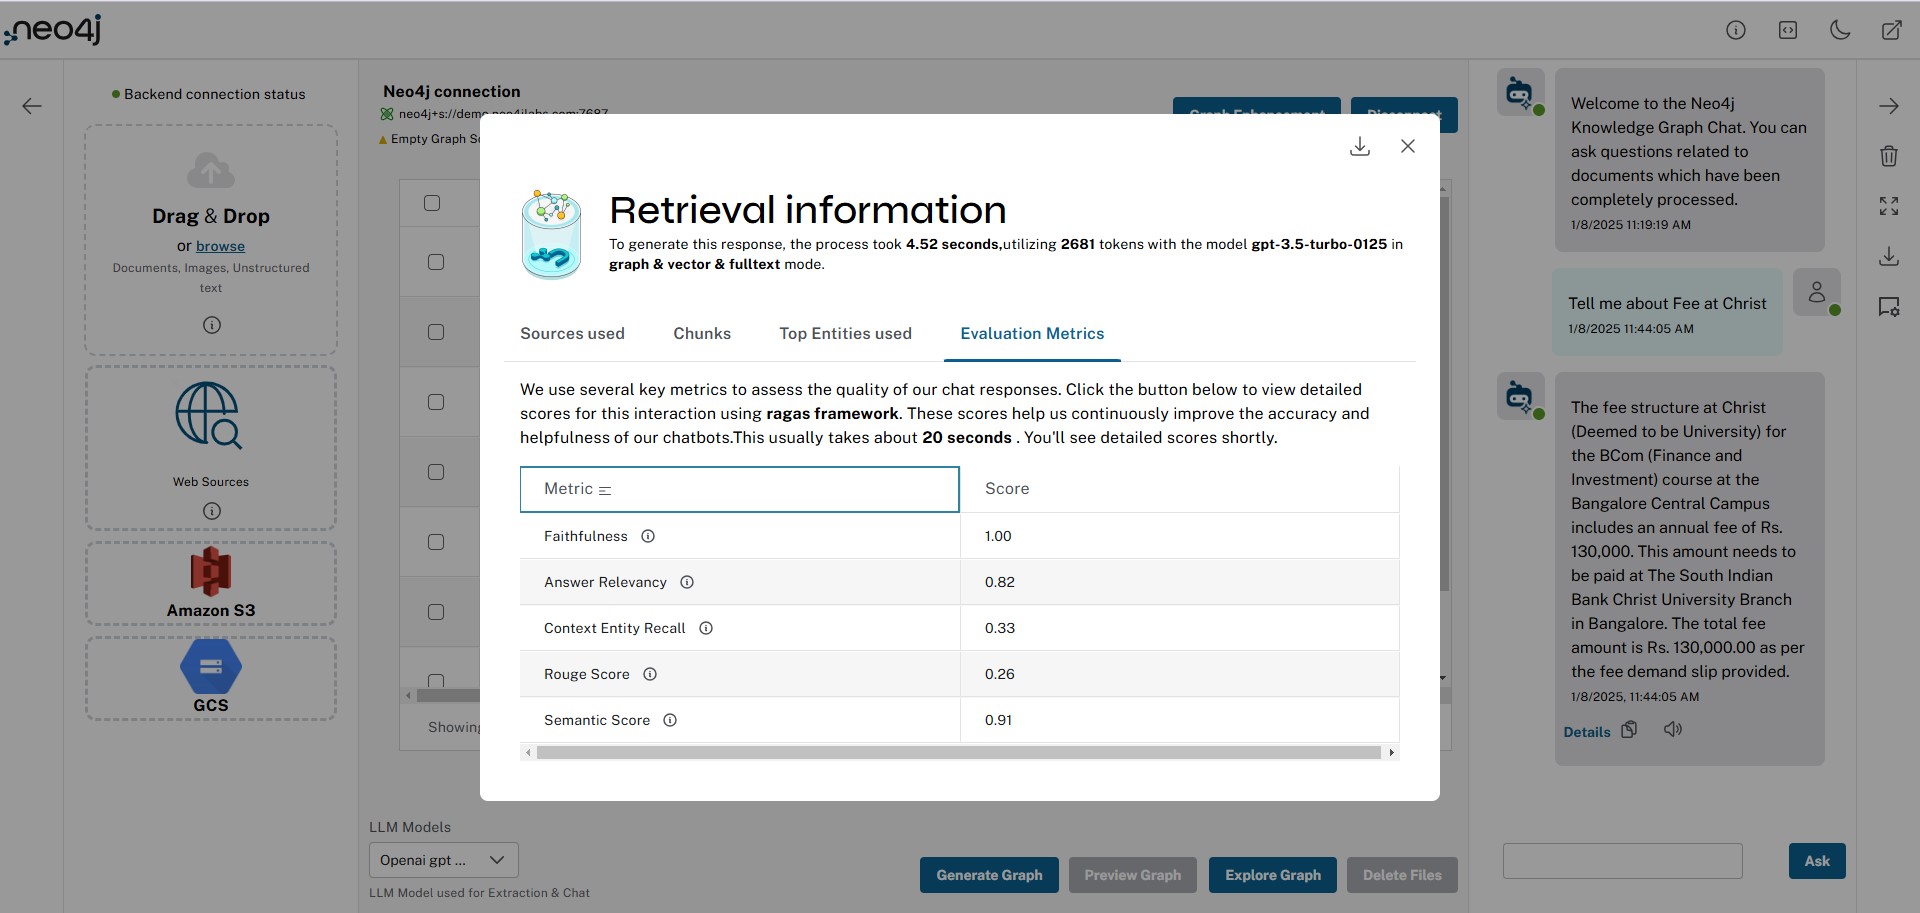 neo4j
Backend connection status
Drag & Drop
or browse
Documents, Images, Unstructured
text
Web Sources
Amazon S3
GCS
Neo4j connection
Empty Graph
Retrieval information
To generate this response, the process took 4.52 seconds,utilizing 2681 tokens with the model gpt-3.5-turbo-0125 in
graph & vector & fulltext mode.
Sources used
Chunks
Top Entities used
Evaluation Metrics
We use several key metrics to assess the quality of our chat responses. Click the button below to view detailed
scores for this interaction using ragas framework. These scores help us continuously improve the accuracy and
helpfulness of our chatbots.This usually takes about 20 seconds . You'll see detailed scores shortly.
Metric Score
Faithfulness 1.00
Answer Relevancy 0.82
Context Entity Recall 0.33
Rouge Score 0.26
Semantic Score 0.91
LLM Models
Openai gpt ...
LLM Model used for Extraction & Chat
Generate Graph
Preview Graph
Explore Graph
Delete Files
Welcome to the Neo4j
Knowledge Graph Chat. You can
ask questions related to
documents which have been
completely processed.
1/8/2025 11:19:19 AM
Tell me about Fee at Christ
1/8/2025 11:44:05 AM
The fee structure at Christ
(Deemed to be University) for
the BCom (Finance and
Investment) course at the
Bangalore Central Campus
includes an annual fee of Rs.
130,000. This amount needs to
be paid at The South Indian
Bank Christ University Branch
in Bangalore. The total fee
amount is Rs. 130,000.00 as per
the fee demand slip provided.
1/8/2025, 11:44:05 AM
Details
Ask